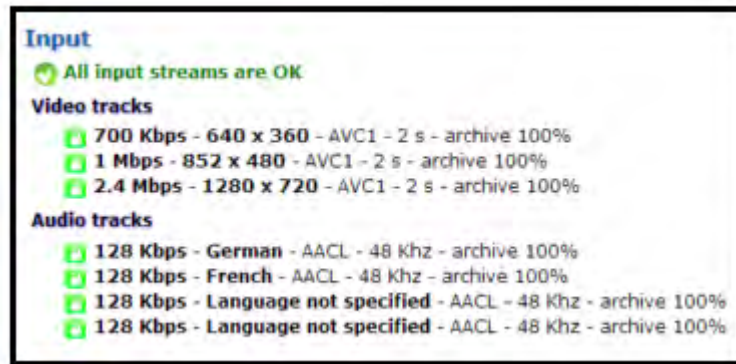 Input
All input streams are OK
Video tracks
700 Kbps - 640 x 360 - AVC1 - 2 s - archive 100%
1 Mbps - 852 x 480 - AVC1 - 2 s - archive 100%
2.4 Mbps - 1280 x 720 - AVC1 - 2 s - archive 100%
Audio tracks
128 Kbps - German - AACL - 48 Khz - archive 100%
128 Kbps - French - AACL - 48 Khz - archive 100%
128 Kbps - Language not specified - AACL - 48 Khz - archive 100%
128 Kbps - Language not specified - AACL - 48 Khz - archive 100%